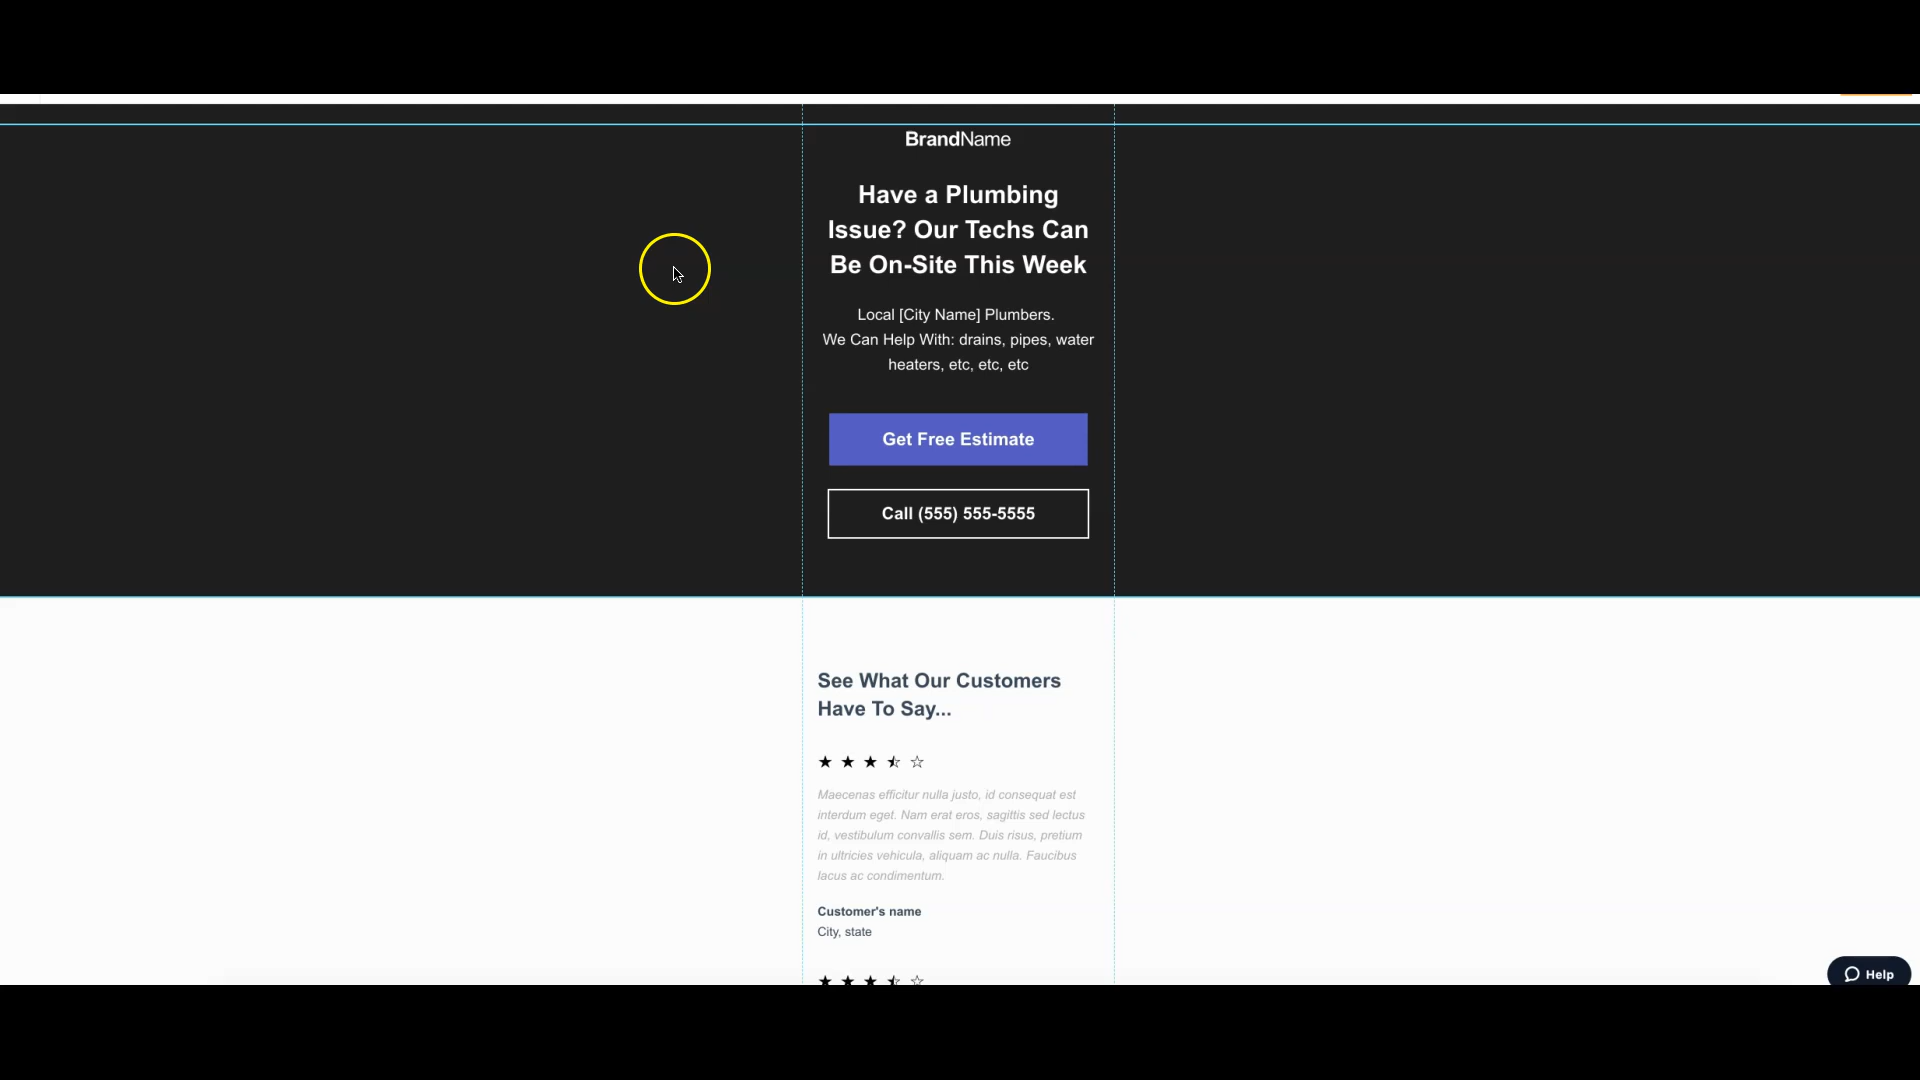 BrandName
Have a Plumbing
Issue? Our Techs Can
Be On-Site This Week
Local [City Name] Plumbers.
We Can Help With: drains, pipes, water
heaters, etc, etc, etc
Get Free Estimate
Call (555) 555-5555
See What Our Customers
Have To Say...
Maecenas efficitur nulla justo, id consequat est
interdum eget. Nam erat eros, sagittis sed lectus
id, vestibulum convallis sem. Duis risus, pretium
in ultricies vehicula, aliquam ac nulla. Faucibus
lacus ac condimentum.
Customer's name
City, state
Help